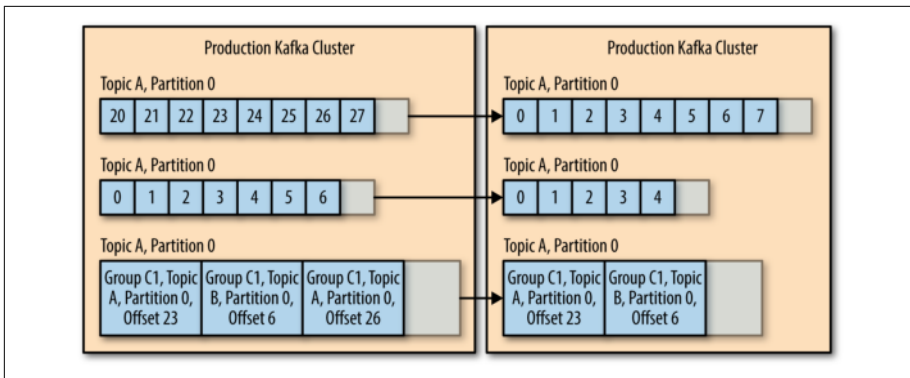 Production Kafka Cluster
Topic A, Partition 0
20 21 22 23 24 25 26 27
Topic A, Partition 0
0 1 2 3 4 5 6
Topic A, Partition 0
Group C1, Topic
A, Partition 0,
Offset 23
Group C1, Topic
B, Partition 0,
Offset 6
Group C1, Topic
A, Partition 0,
Offset 26
Production Kafka Cluster
Topic A, Partition 0
0 1 2 3 4 5 6 7
Topic A, Partition 0
0 1 2 3 4
Topic A, Partition 0
Group C1, Topic
A, Partition 0,
Offset 23
Group C1, Topic
B, Partition 0,
Offset 6